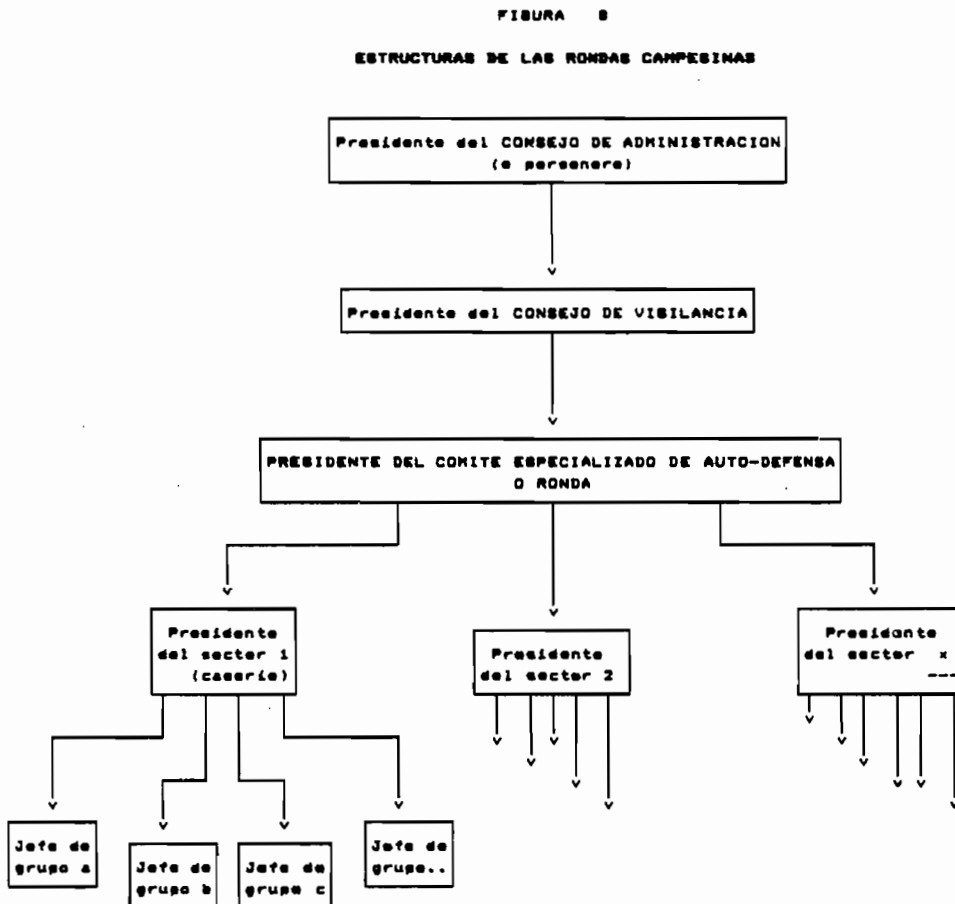 FIGURA 8
ESTRUCTURAS DE LAS RONDAS CAMPESINAS
Presidente del CONSEJO DE ADMINISTRACION
(o personero)
Presidente del CONSEJO DE VIGILANCIA
PRESIDENTE DEL COMITE ESPECIALIZADO DE AUTO-DEFENSA
O RONDA
Presidente
del sector 1
(caserío)
Presidente
del sector 2
Presidente
del sector x
---
Jefe de
grupo a
Jefe de
grupo b
Jefe de
grupo c
Jefe de
grupo..